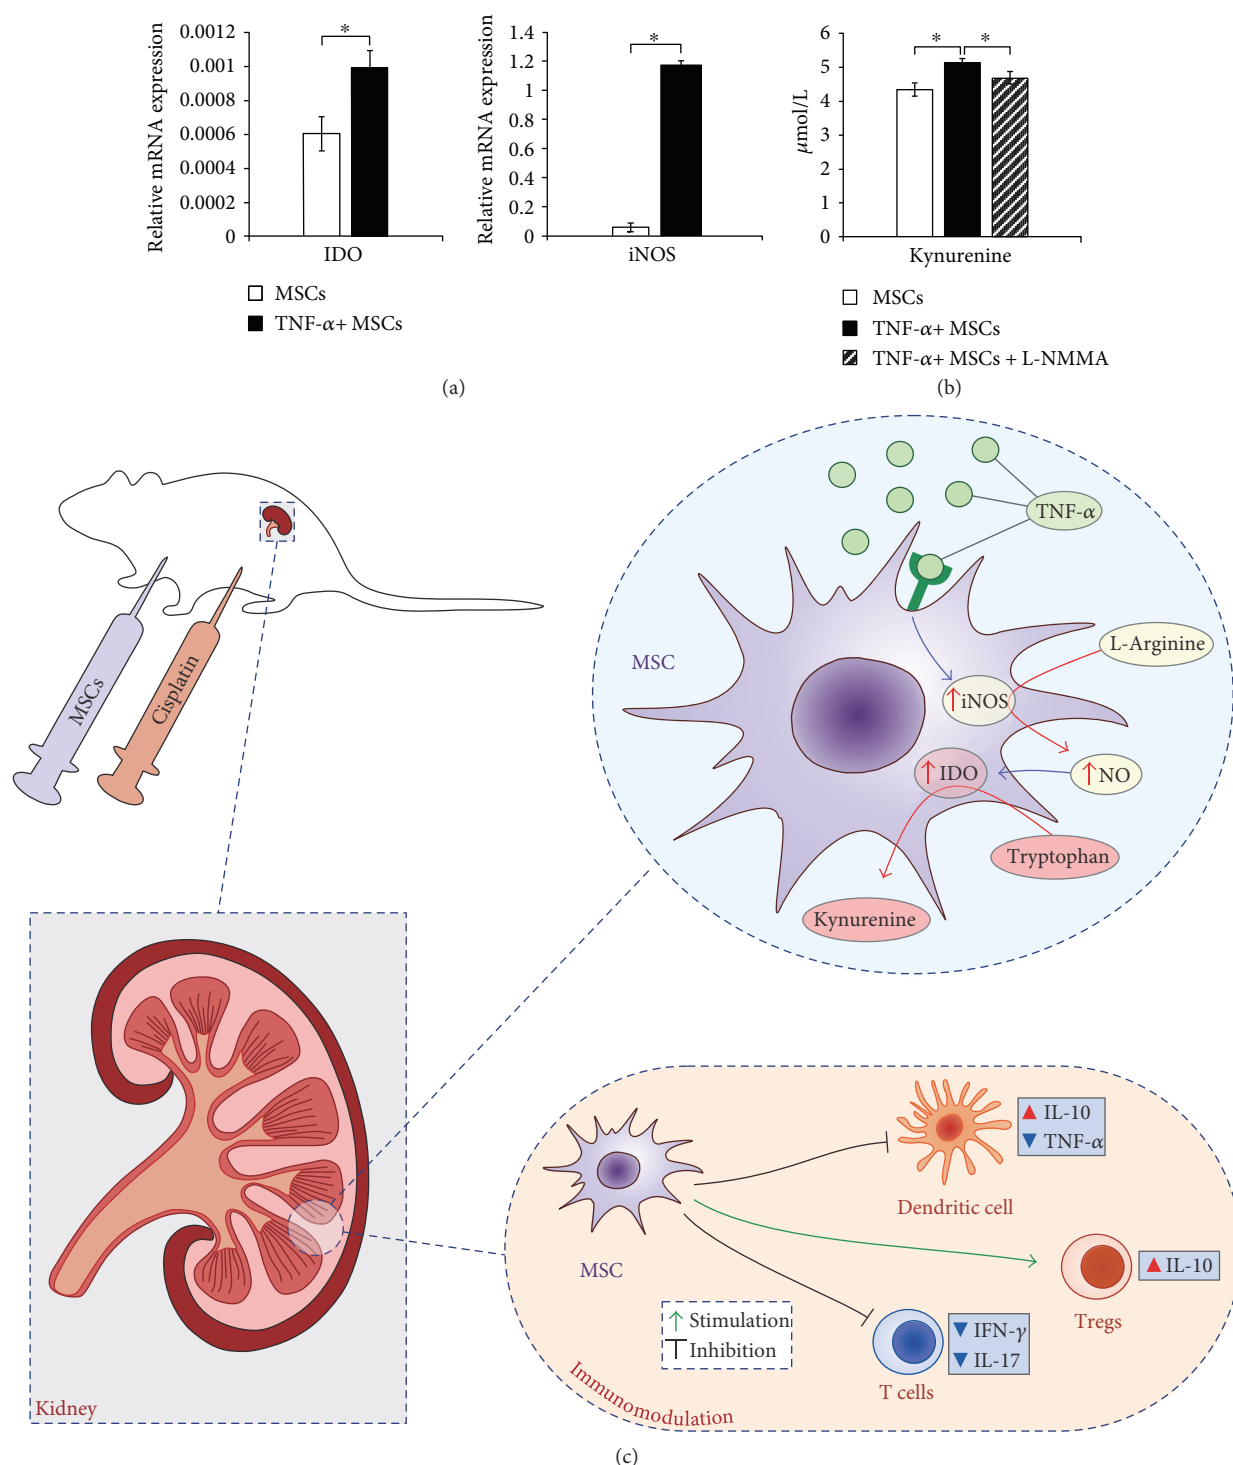 0.0012
0.001
0.0008
0.0006
0.0004
0.0002
0
Relative mRNA expression
*
IDO
1.4
1.2
1
0.8
0.6
0.4
0.2
0
Relative mRNA expression
*
iNOS
MSCs
TNF-α+ MSCs
(a)
6
5
4
3
2
1
0
μmol/L
* *
Kynurenine
MSCs
TNF-α+ MSCs
TNF-α+ MSCs + L-NMMA
(b)
MSCs
Cisplatin
Kidney
TNF-α
MSC
L-Arginine
↑iNOS
↑IDO
↑NO
Tryptophan
Kynurenine
▲ IL-10
▼ TNF-α
Dendritic cell
MSC
▲ IL-10
Tregs
↑ Stimulation
Inhibition
▼ IFN-γ
▼ IL-17
T cells
Immunomodulation
(c)